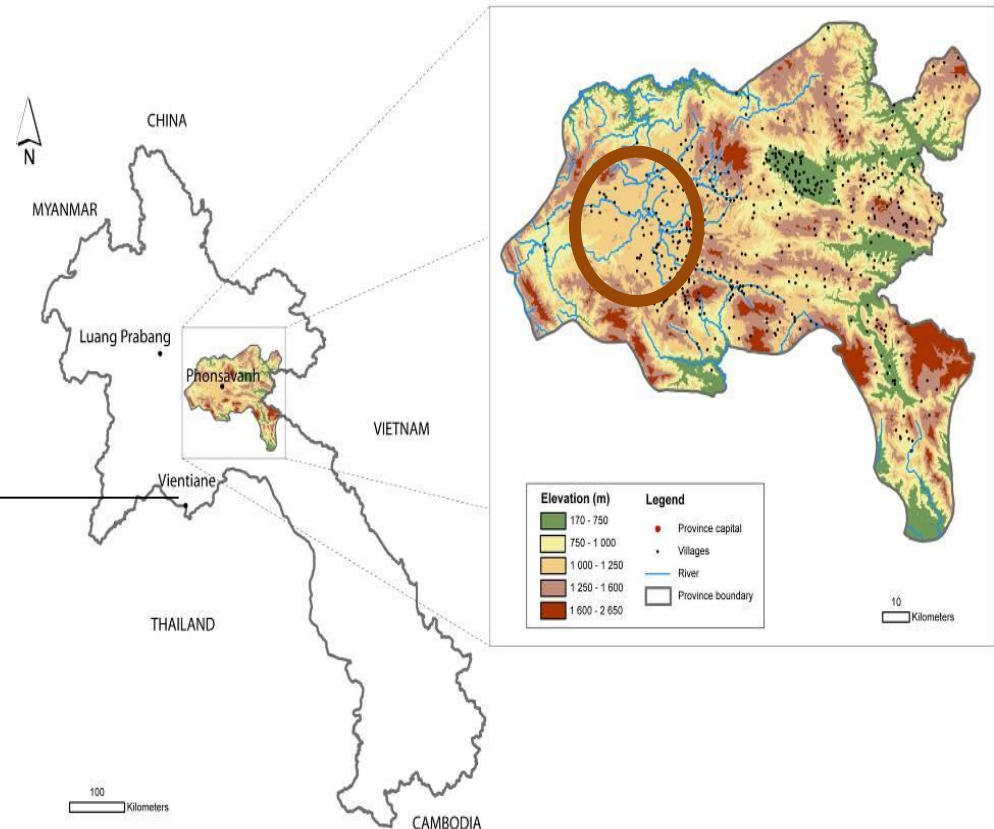 N
CHINA
MYANMAR
Luang Prabang
Phonsavanh
VIETNAM
Vientiane
THAILAND
CAMBODIA
100
Kilometers
Elevation (m)
170 - 750
750 - 1 000
1 000 - 1 250
1 250 - 1 600
1 600 - 2 650
Legend
Province capital
Villages
River
Province boundary
10
Kilometers